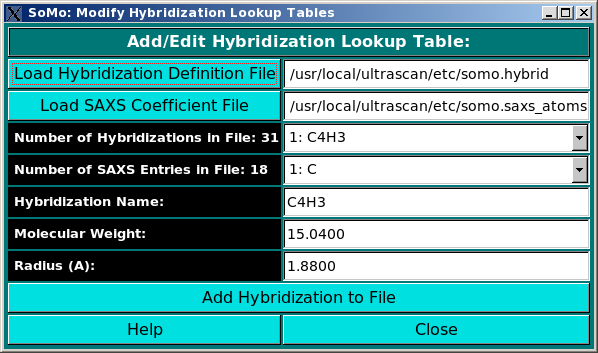 SoMo: Modify Hybridization Lookup Tables
Add/Edit Hybridization Lookup Table:
Load Hybridization Definition File /usr/local/ultrascan/etc/somo.hybrid
Load SAXS Coefficient File /usr/local/ultrascan/etc/somo.saxs_atoms
Number of Hybridizations in File: 31 1: C4H3
Number of SAXS Entries in File: 18 1: C
Hybridization Name: C4H3
Molecular Weight: 15.0400
Radius (A): 1.8800
Add Hybridization to File
Help Close